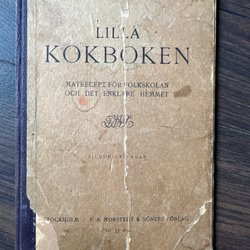 LILLA
KOKBOKEN
MATRECEPT FÖR FOLKSKOLAN
OCH DET ENKLARE HEMMET
STOCKHOLM · P. A. NORSTEDT & SÖNERS FÖRLAG